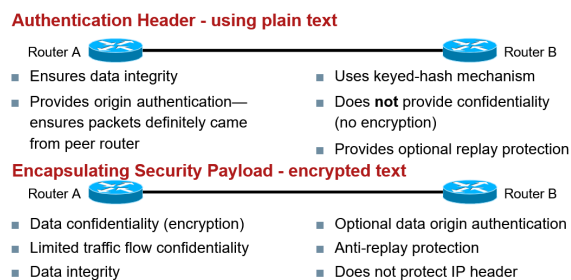 Authentication Header - using plain text
Router A
Router B
Ensures data integrity
Provides origin authentication—
ensures packets definitely came
from peer router
Uses keyed-hash mechanism
Does not provide confidentiality
(no encryption)
Provides optional replay protection
Encapsulating Security Payload - encrypted text
Router A
Router B
Data confidentiality (encryption)
Limited traffic flow confidentiality
Data integrity
Optional data origin authentication
Anti-replay protection
Does not protect IP header